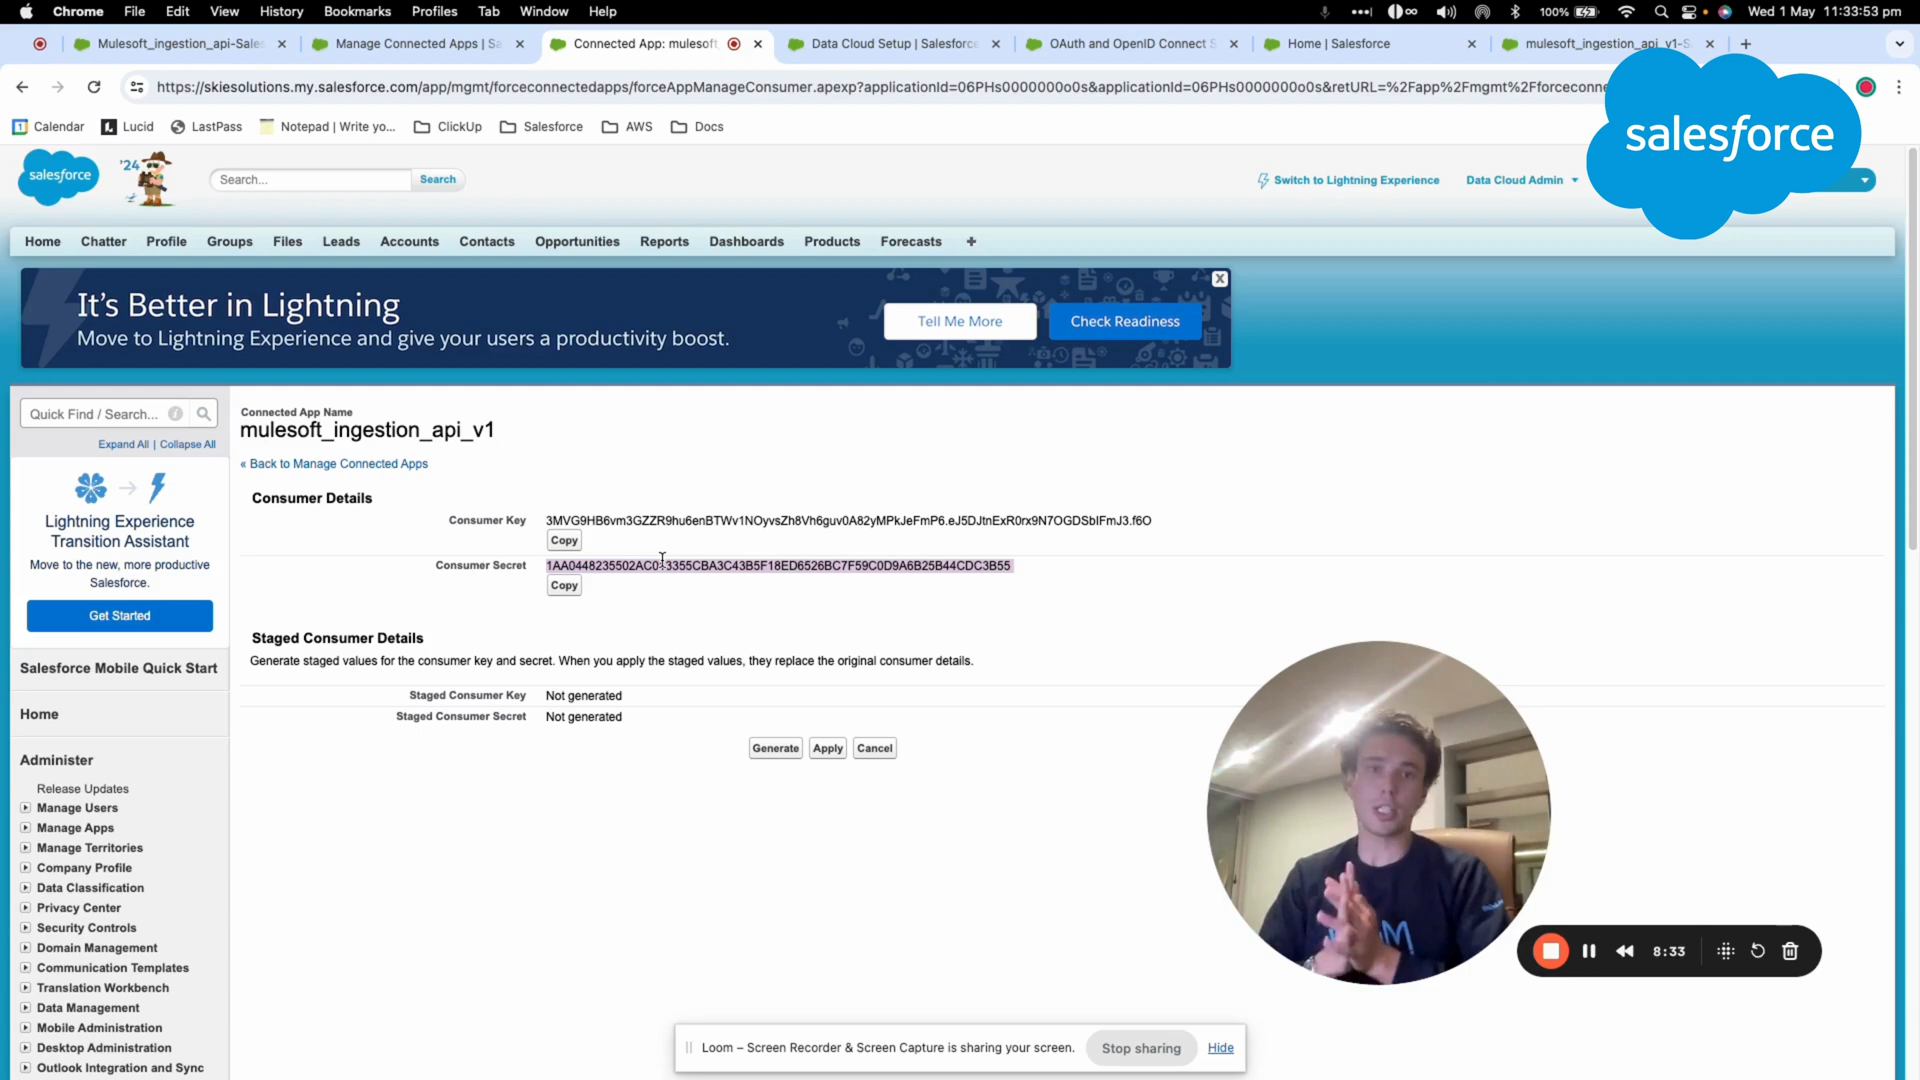 Chrome File Edit View History Bookmarks Profiles Tab Window Help 100% Wed 1 May 11:33:53 pm
Mulesoft_ingestion_api-Sale Manage Connected Apps | Sa Connected App: mulesoft Data Cloud Setup | Salesforce OAuth and OpenID Connect S Home | Salesforce mulesoft_ingestion_api_v1-S
https://skiesolutions.my.salesforce.com/app/mgmt/forceconnectedapps/forceAppManageConsumer.apexp?applicationId=06PHs0000000o0s&applicationId=06PHs0000000o0s&retURL=%2Fapp%2Fmgmt%2Fforceconne
Calendar Lucid LastPass Notepad | Write yo... ClickUp Salesforce AWS Docs
salesforce
salesforce '24 Search... Search Switch to Lightning Experience Data Cloud Admin
Home Chatter Profile Groups Files Leads Accounts Contacts Opportunities Reports Dashboards Products Forecasts +
It's Better in Lightning
Move to Lightning Experience and give your users a productivity boost.
Tell Me More Check Readiness X
Quick Find / Search...
Expand All | Collapse All
Lightning Experience
Transition Assistant
Move to the new, more productive
Salesforce.
Get Started
Salesforce Mobile Quick Start
Home
Administer
Release Updates
Manage Users
Manage Apps
Manage Territories
Company Profile
Data Classification
Privacy Center
Security Controls
Domain Management
Communication Templates
Translation Workbench
Data Management
Mobile Administration
Desktop Administration
Outlook Integration and Sync
Connected App Name
mulesoft_ingestion_api_v1
« Back to Manage Connected Apps
Consumer Details
Consumer Key 3MVG9HB6vm3GZZR9hu6enBTWv1NOyvsZh8Vh6guv0A82yMPkJeFmP6.eJ5DJtnExR0rx9N7OGDSbIFmJ3.f6O
Copy
Consumer Secret
Copy
Staged Consumer Details
Generate staged values for the consumer key and secret. When you apply the staged values, they replace the original consumer details.
Staged Consumer Key Not generated
Staged Consumer Secret Not generated
Generate Apply Cancel
8:33
Loom – Screen Recorder & Screen Capture is sharing your screen. Stop sharing Hide